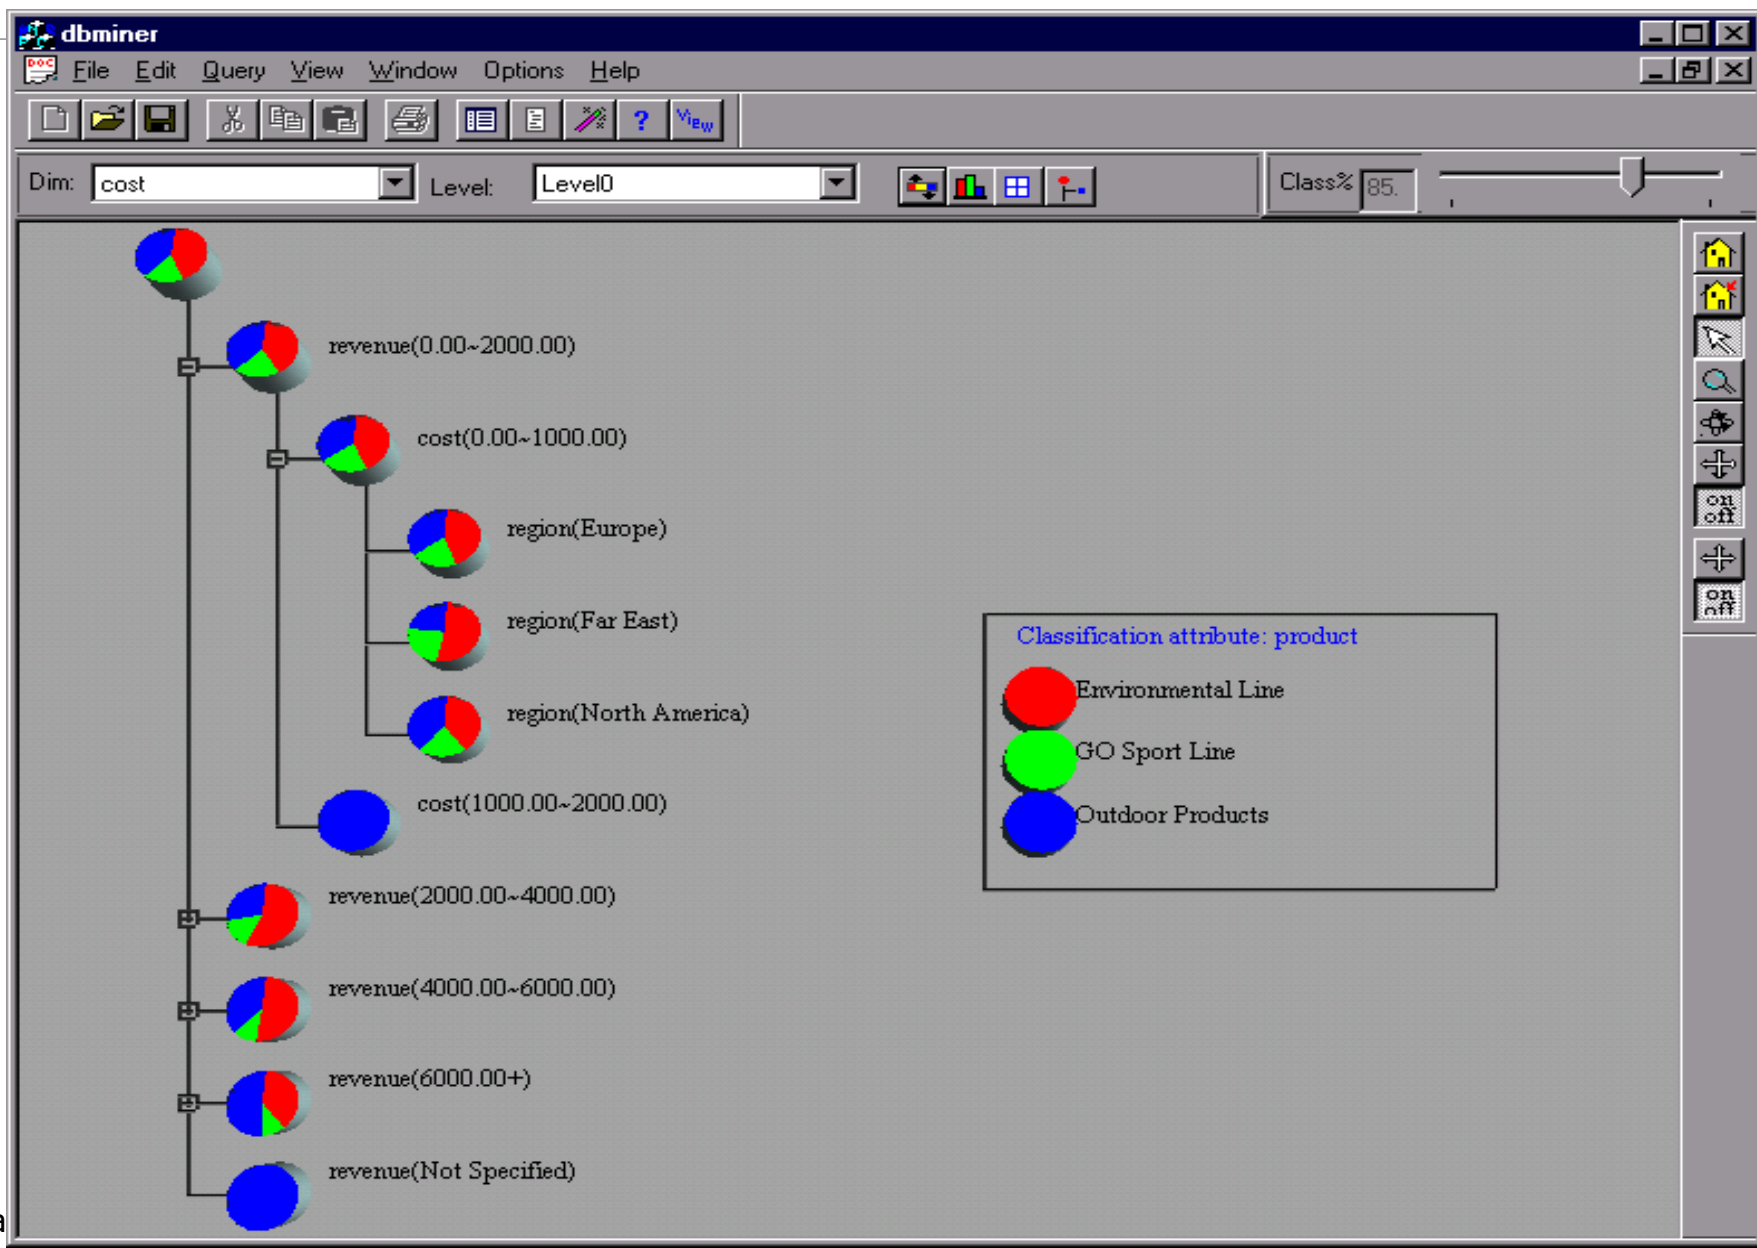 dbminer
DOC File Edit Query View Window Options Help
? View
Dim: cost Level: Level0 Class% 85.
revenue(0.00~2000.00)
cost(0.00~1000.00)
on
off
region(Europe)
on
off
region(Far East)
Classification attribute: product
Environmental Line
region(North America)
GO Sport Line
cost(1000.00~2000.00)
Outdoor Products
revenue(2000.00~4000.00)
revenue(4000.00~6000.00)
revenue(6000.00+)
revenue(Not Specified)
a